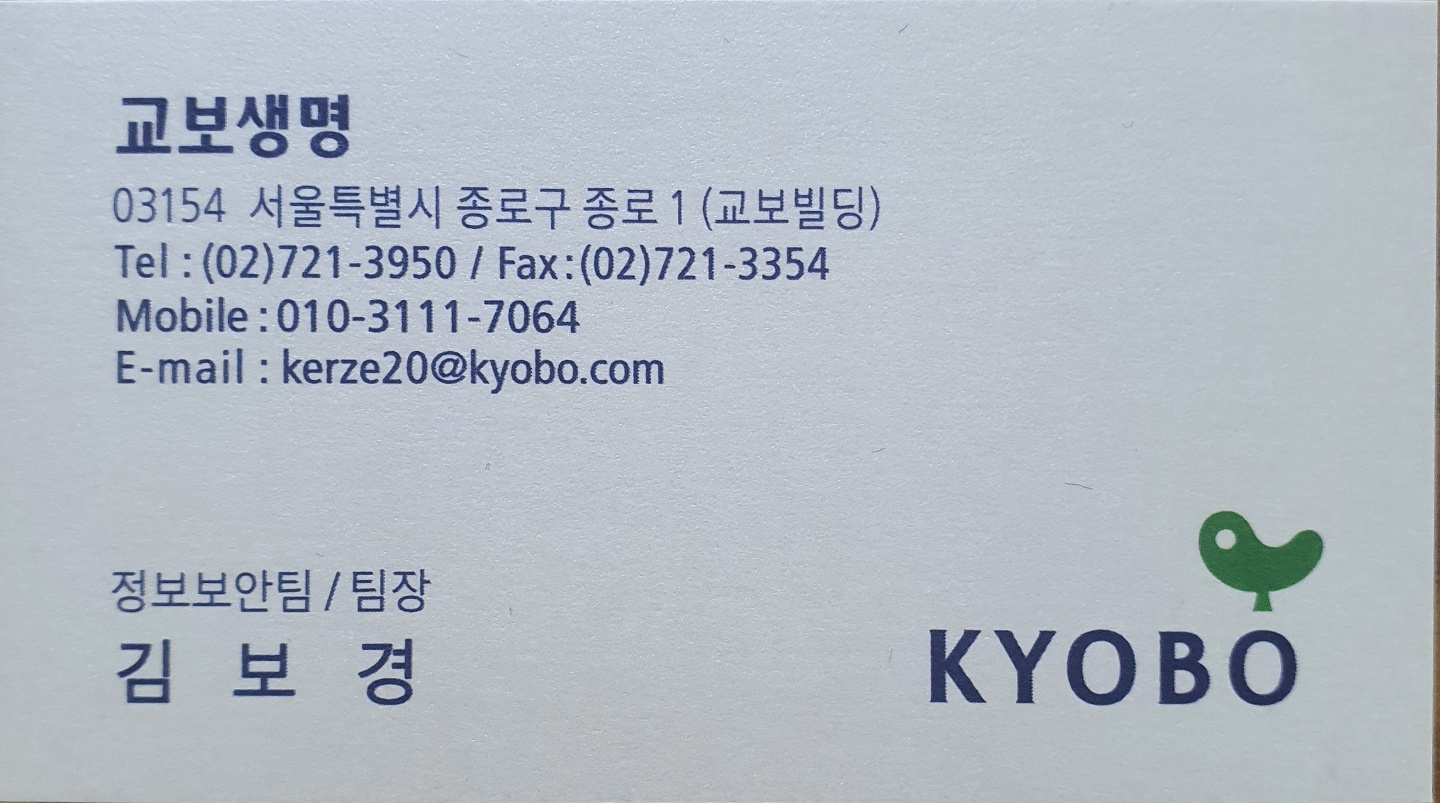 교보생명
03154 서울특별시 종로구 종로 1 (교보빌딩)
Tel : (02)721-3950 / Fax:(02)721-3354
Mobile : 010-3111-7064
E-mail : kerze20@kyobo.com
정보보안팀 / 팀장
김 보 경
KYOBO